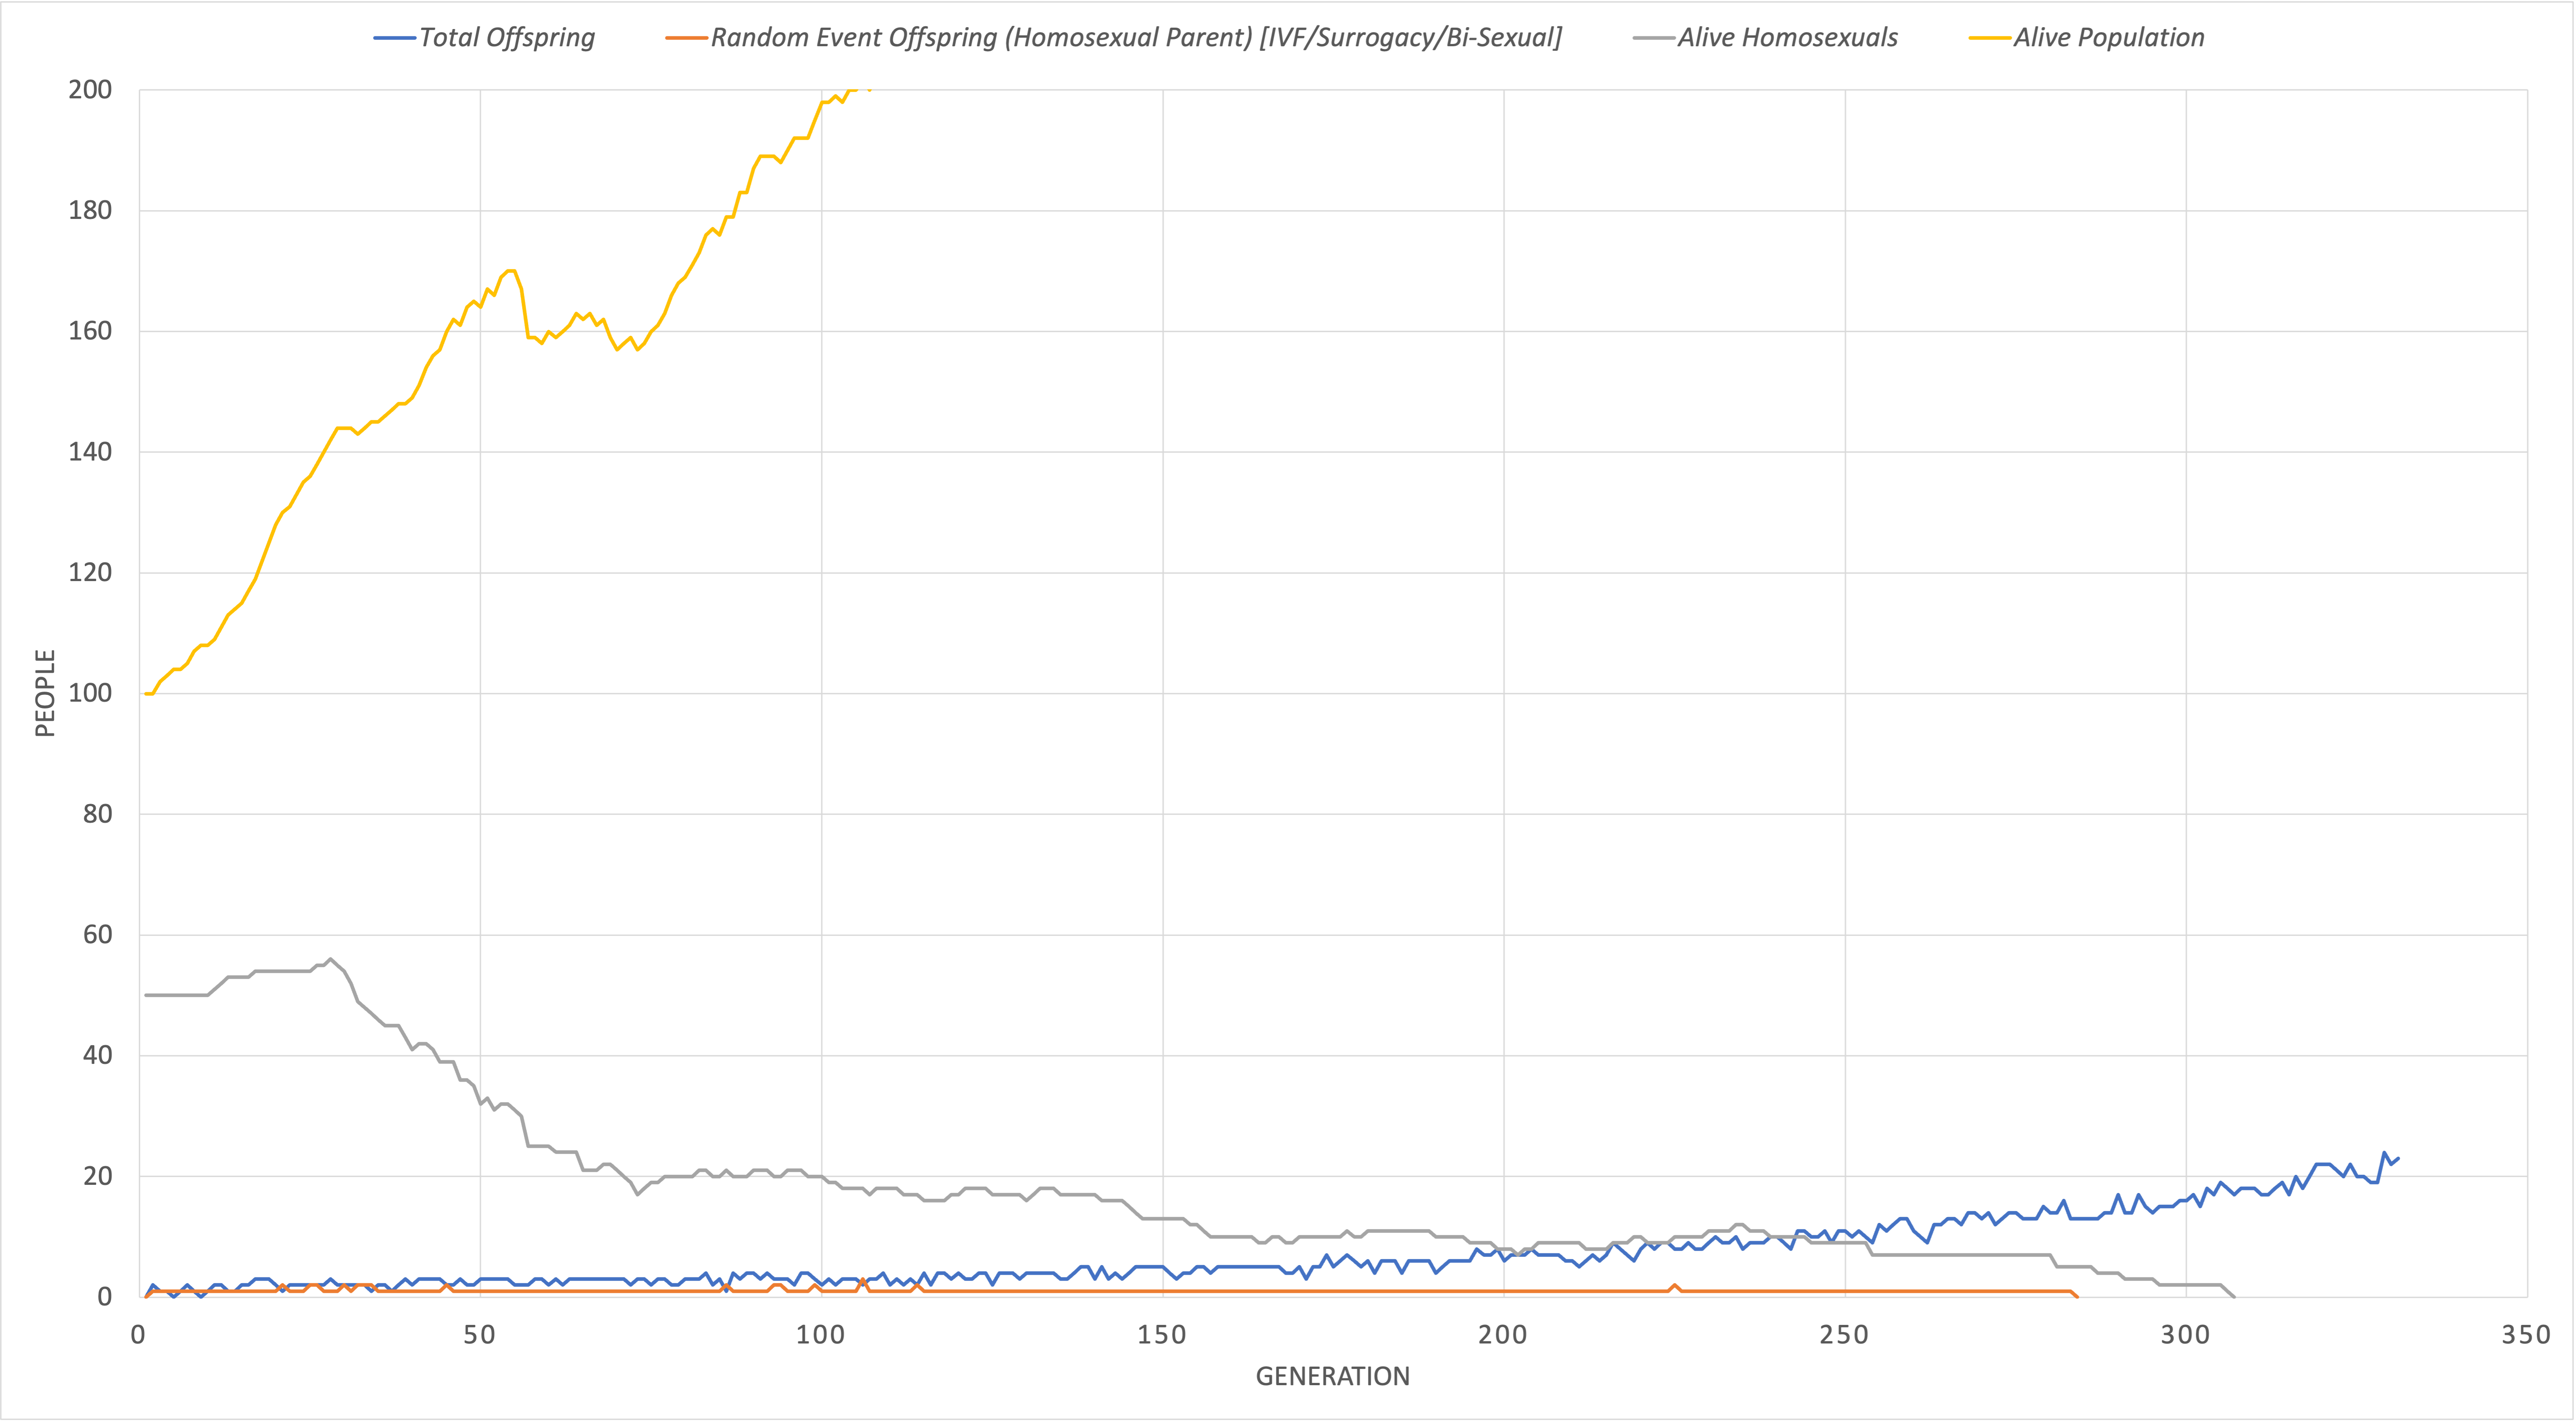 Total Offspring Random Event Offspring (Homosexual Parent) [IVF/Surrogacy/Bi-Sexual] Alive Homosexuals Alive Population
200
180
160
140
120
100
80
60
40
20
0
PEOPLE
0 50 100 150 200 250 300 350
GENERATION